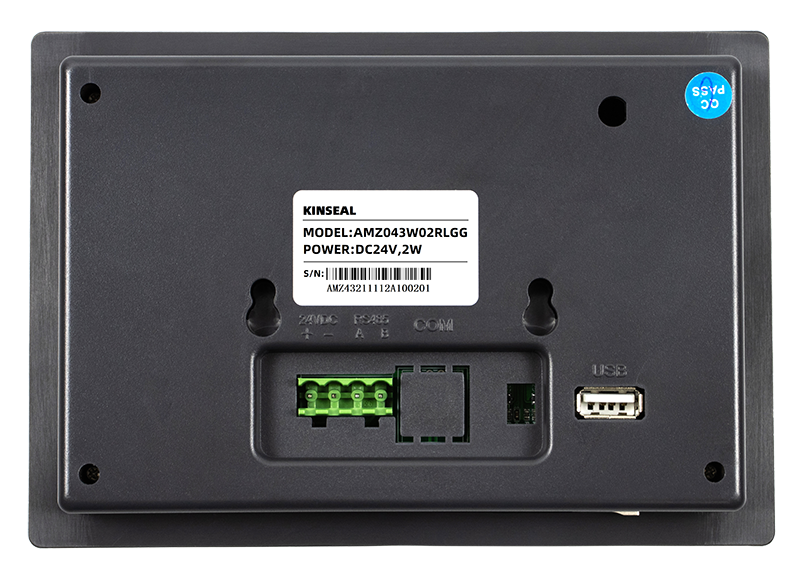 QC
PASS
KINSEAL
MODEL:AMZ043W02RLGG
POWER:DC24V,2W
S/N:
AMZ43211112A100201
24VDC RS485 COM
+ - A B
USB